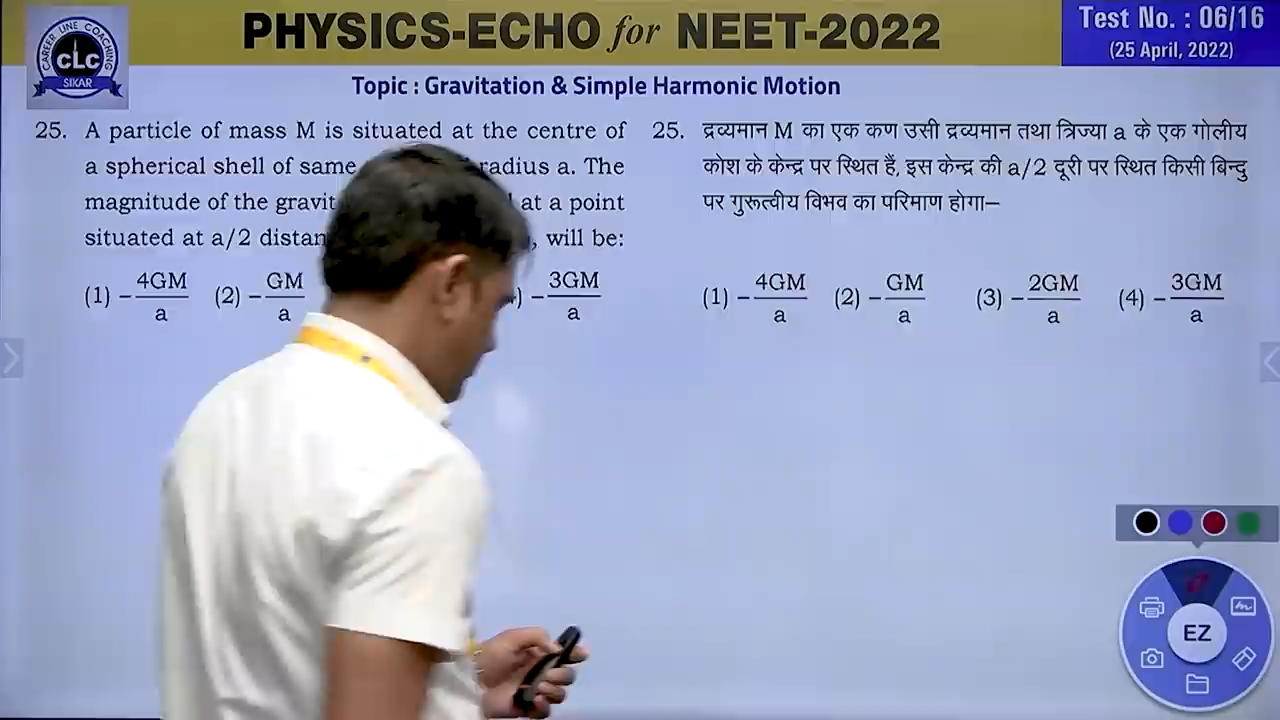 CAREER LINE COACHING
CLC
SIKAR
PHYSICS-ECHO for NEET-2022
Test No. : 06/16
(25 April, 2022)
Topic : Gravitation & Simple Harmonic Motion
25. A particle of mass M is situated at the centre of
a spherical shell of same radius a. The
magnitude of the at a point
situated at a/2 will be:
(1) -4GM/a (2) -GM/a -3GM/a
25. द्रव्यमान M का एक कण उसी द्रव्यमान तथा त्रिज्या a के एक गोलीय
कोश के केन्द्र पर स्थित हैं, इस केन्द्र की a/2 दूरी पर स्थित किसी बिन्दु
पर गुरूत्वीय विभव का परिमाण होगा–
(1) -4GM/a (2) -GM/a (3) -2GM/a (4) -3GM/a
EZ